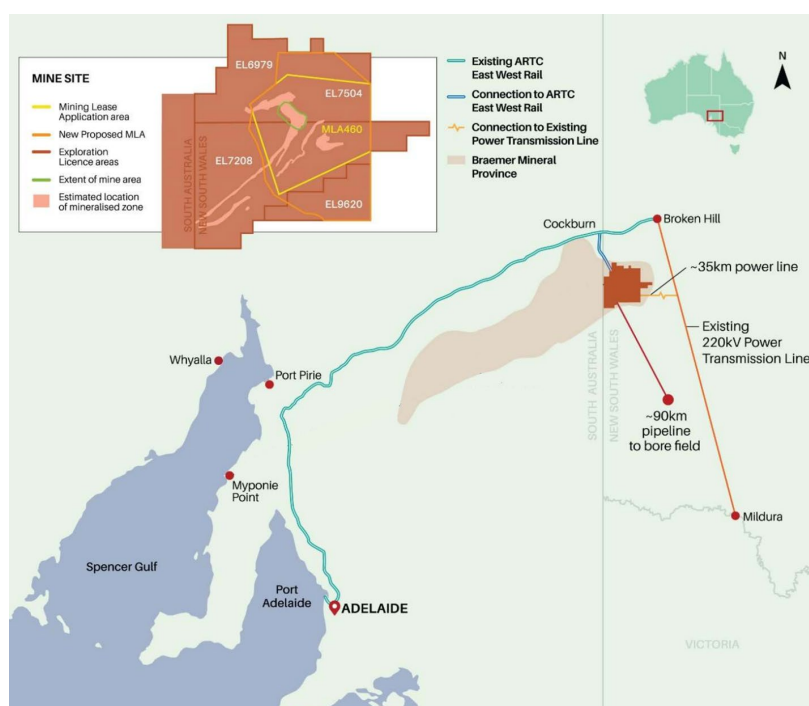 MINE SITE
Mining Lease
Application area
New Proposed MLA
Exploration
Licence areas
Extent of mine area
Estimated location
of mineralised zone
EL6979
EL7504
MLA460
EL7208
EL9620
SOUTH AUSTRALIA
NEW SOUTH WALES
Existing ARTC
East West Rail
Connection to ARTC
East West Rail
Connection to Existing
Power Transmission Line
Braemer Mineral
Province
N
Cockburn
Broken Hill
~35km power line
Existing
220kV Power
Transmission Line
SOUTH AUSTRALIA
NEW SOUTH WALES
~90km
pipeline
to bore field
Whyalla
Port Pirie
Myponie
Point
Mildura
Spencer Gulf
Port
Adelaide
ADELAIDE
VICTORIA